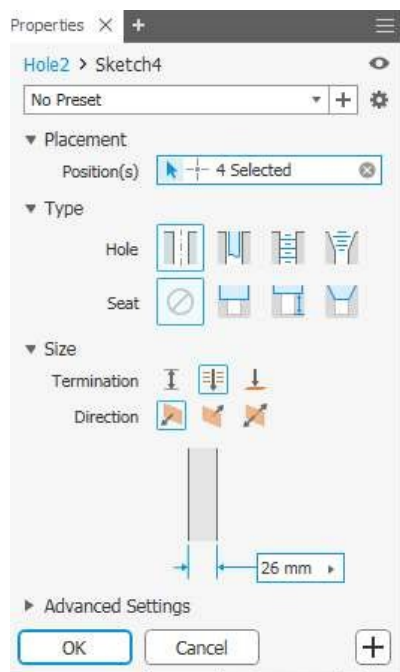 Properties × +
Hole2 > Sketch4
No Preset
Placement
Position(s) 4 Selected
Type
Hole
Seat
Size
Termination
Direction
26 mm
Advanced Settings
OK Cancel +